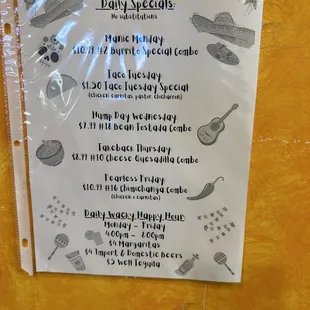 Daily Specials:
No substitutions
Manic Monday:
$10.99 #2 Burrito Special Combo
Taco Tuesday:
$1.50 Taco Tuesday Special
(chicken, carnitas, pastor, chicharron)
Hump Day Wednesday:
$7.99 #18 Bean Tostada Combo
Takeback Thursday:
$8.99 #10 Cheese Quesadilla Combo
Fearless Friday:
$10.99 #16 Chimichanga Combo
(chicken o carnitas)
Daily Wacky Happy Hour:
Monday - Friday
4:00pm - 8:00pm
$4 Margaritas
$4 Import & Domestic Beers
$5 Well Tequila